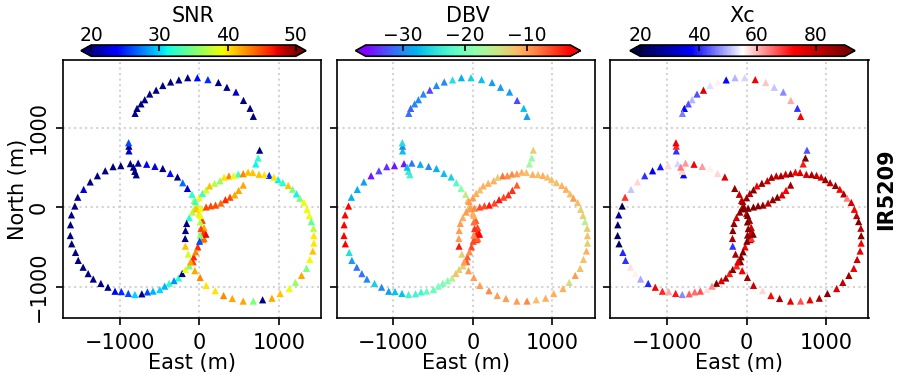 SNR
DBV
Xc
20 30 40 50
−30 −20 −10
20 40 60 80
North (m)
1000
0
−1000
IR5209
−1000 0 1000
−1000 0 1000
−1000 0 1000
East (m)
East (m)
East (m)